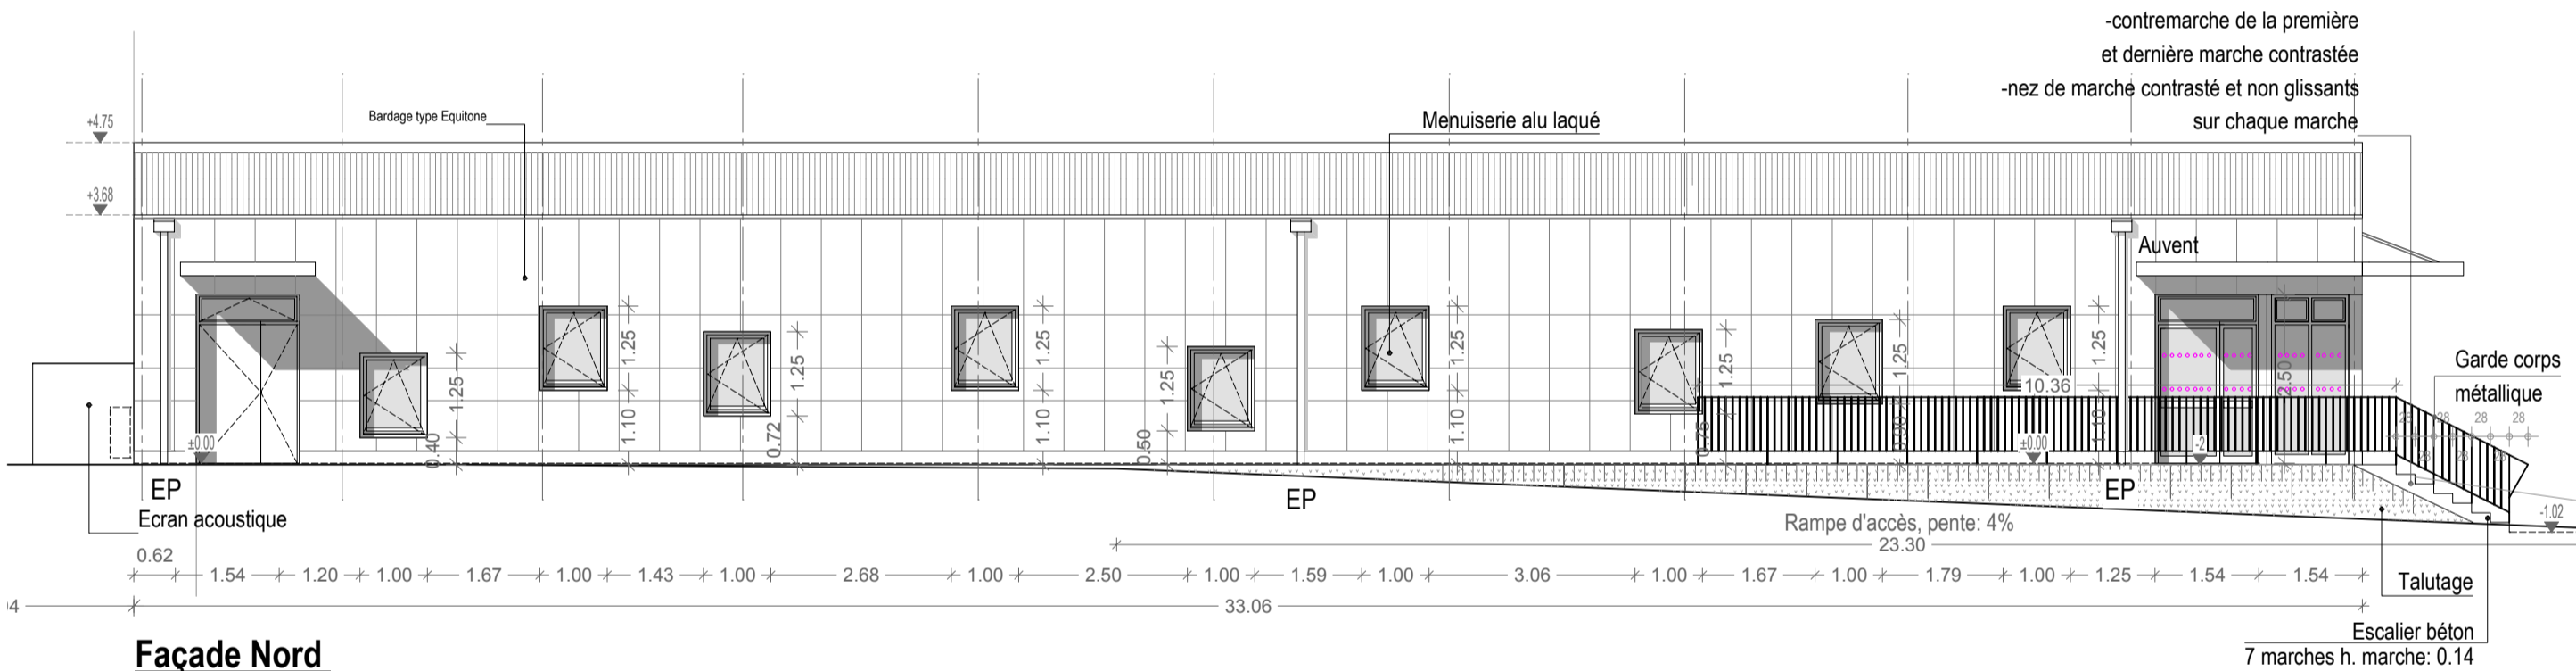 -contremarche de la première
et dernière marche contrastée
-nez de marche contrasté et non glissants
sur chaque marche
+4.75
Bardage type Equitone
Menuiserie alu laqué
+3.68
Auvent
1.25 1.25 1.25 1.25 1.25 1.25 1.25 1.25 1.25
10.36
2.50
Garde corps
métallique
28 28 28 28
±0.00
0.40 1.10 0.72 1.10 0.50 1.10 1.10
±0.00
-2
EP
EP
EP
Ecran acoustique
Rampe d'accès, pente: 4%
-1.02
23.30
0.62
1.54 1.20 1.00 1.67 1.00 1.43 1.00 2.68 1.00 2.50 1.00 1.59 1.00 3.06 1.00 1.67 1.00 1.79 1.00 1.25 1.54 1.54
Talutage
33.06
Façade Nord
Escalier béton
7 marches h. marche: 0.14